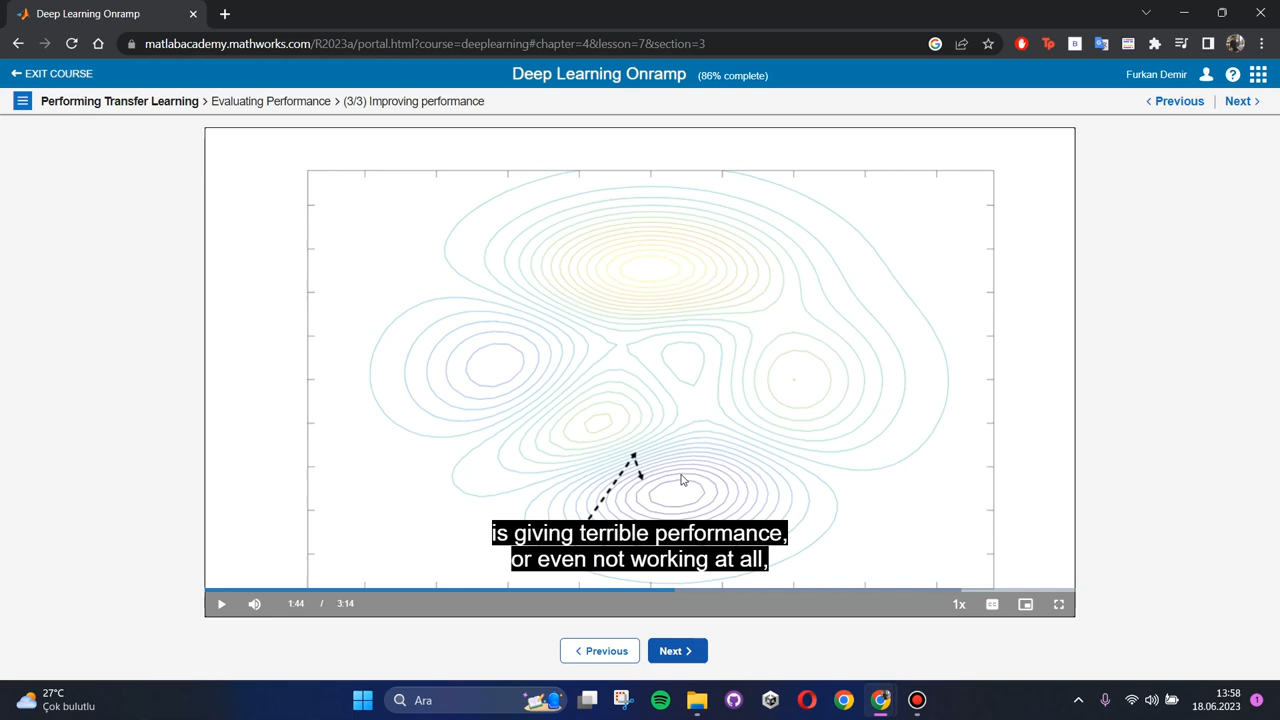 Deep Learning Onramp
matlabacademy.mathworks.com/R2023a/portal.html?course=deeplearning#chapter=4&lesson=7&section=3
EXIT COURSE
Deep Learning Onramp (86% complete)
Furkan Demir
Performing Transfer Learning > Evaluating Performance > (3/3) Improving performance
Previous
Next
is giving terrible performance,
or even not working at all,
1:44 / 3:14
1x
CC
Previous
Next
27°C
Çok bulutlu
Ara
13:58
18.06.2023
1